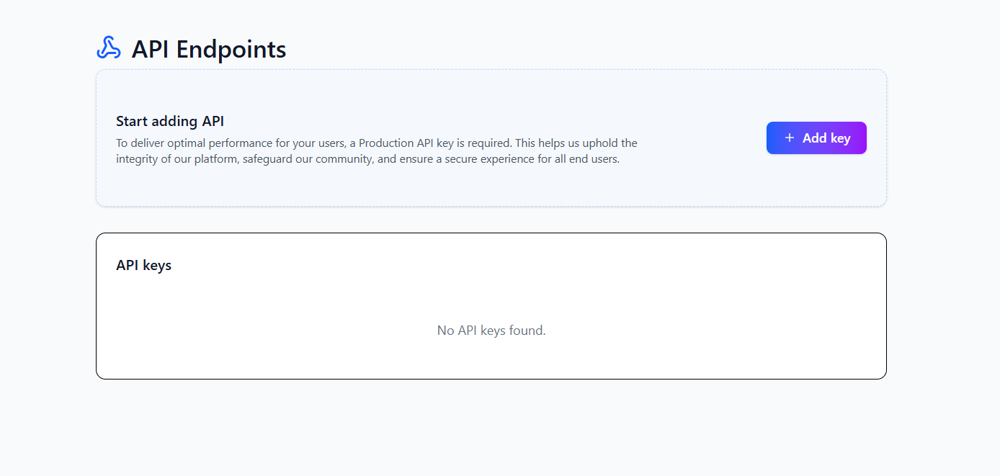 API Endpoints
Start adding API
To deliver optimal performance for your users, a Production API key is required. This helps us uphold the
integrity of our platform, safeguard our community, and ensure a secure experience for all end users.
+ Add key
API keys
No API keys found.